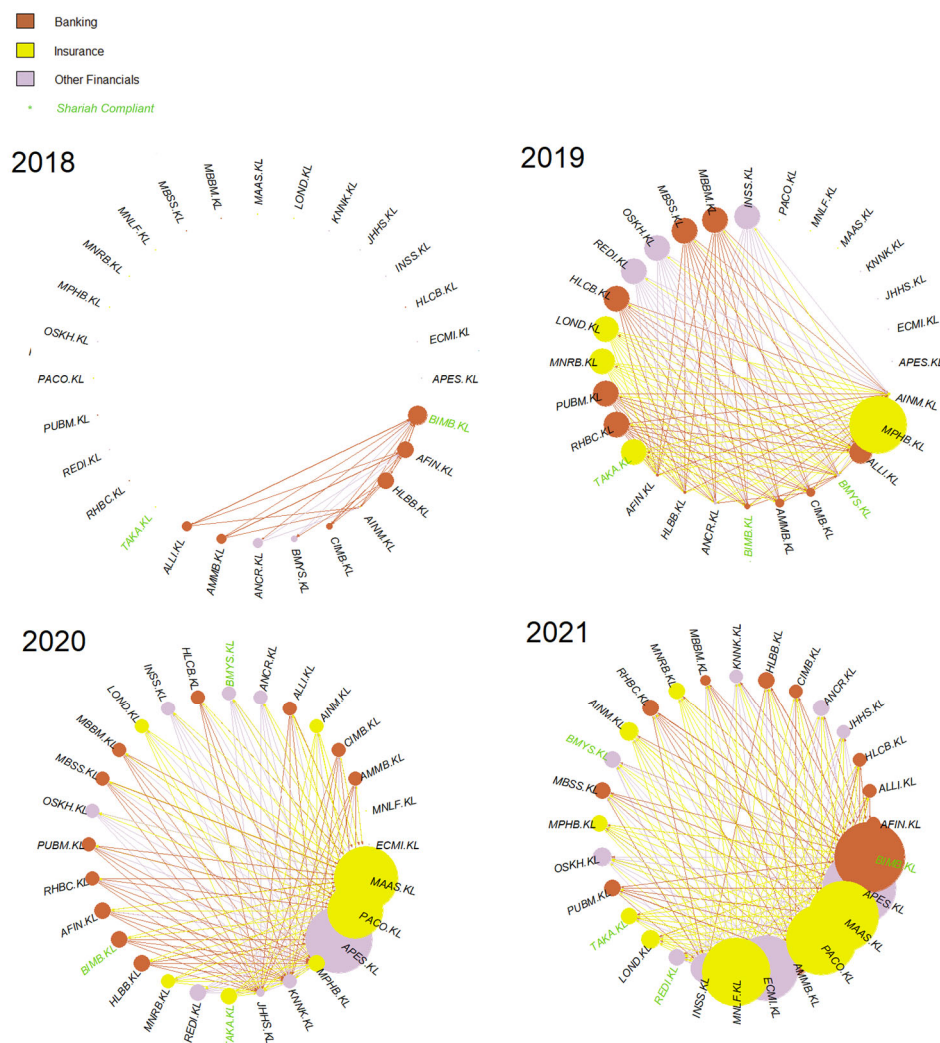 Banking
Insurance
Other Financials
Shariah Compliant
2018
MAAS.KL
LOND.KL
KNNK.KL
JHHS.KL
INSS.KL
HLCB.KL
ECMI.KL
APES.KL
BIMB.KL
AFIN.KL
HLBB.KL
AINM.KL
CIMB.KL
BMYS.KL
ANCR.KL
AMMB.KL
ALLI.KL
TAKA.KL
RHBC.KL
REDI.KL
PUBM.KL
PACO.KL
OSKH.KL
MPHB.KL
MNRB.KL
MNLF.KL
MBSS.KL
MBBM.KL
2019
INSS.KL
PACO.KL
MNLF.KL
MAAS.KL
KNNK.KL
JHHS.KL
ECMI.KL
APES.KL
AINM.KL
MPHB.KL
ALLI.KL
BMYS.KL
CIMB.KL
AMMB.KL
BIMB.KL
ANCR.KL
HLBB.KL
AFIN.KL
TAKA.KL
RHBC.KL
PUBM.KL
MNRB.KL
LOND.KL
HLCB.KL
REDI.KL
OSKH.KL
MBSS.KL
MBBM.KL
2020
BMYS.KL
ANCR.KL
ALLI.KL
AINM.KL
CIMB.KL
AMMB.KL
MNLF.KL
ECMI.KL
MAAS.KL
PACO.KL
APES.KL
MPHB.KL
KNNK.KL
JHHS.KL
TAKA.KL
REDI.KL
MNRB.KL
HLBB.KL
BIMB.KL
AFIN.KL
RHBC.KL
PUBM.KL
OSKH.KL
MBSS.KL
MBBM.KL
LOND.KL
INSS.KL
HLCB.KL
2021
KNNK.KL
HLBB.KL
CIMB.KL
ANCR.KL
JHHS.KL
HLCB.KL
ALLI.KL
AFIN.KL
BIMB.KL
APES.KL
MAAS.KL
PACO.KL
AMMB.KL
ECMI.KL
MNLF.KL
INSS.KL
REDI.KL
LOND.KL
TAKA.KL
PUBM.KL
OSKH.KL
MPHB.KL
MBSS.KL
BMYS.KL
AINM.KL
RHBC.KL
MNRB.KL
MBBM.KL